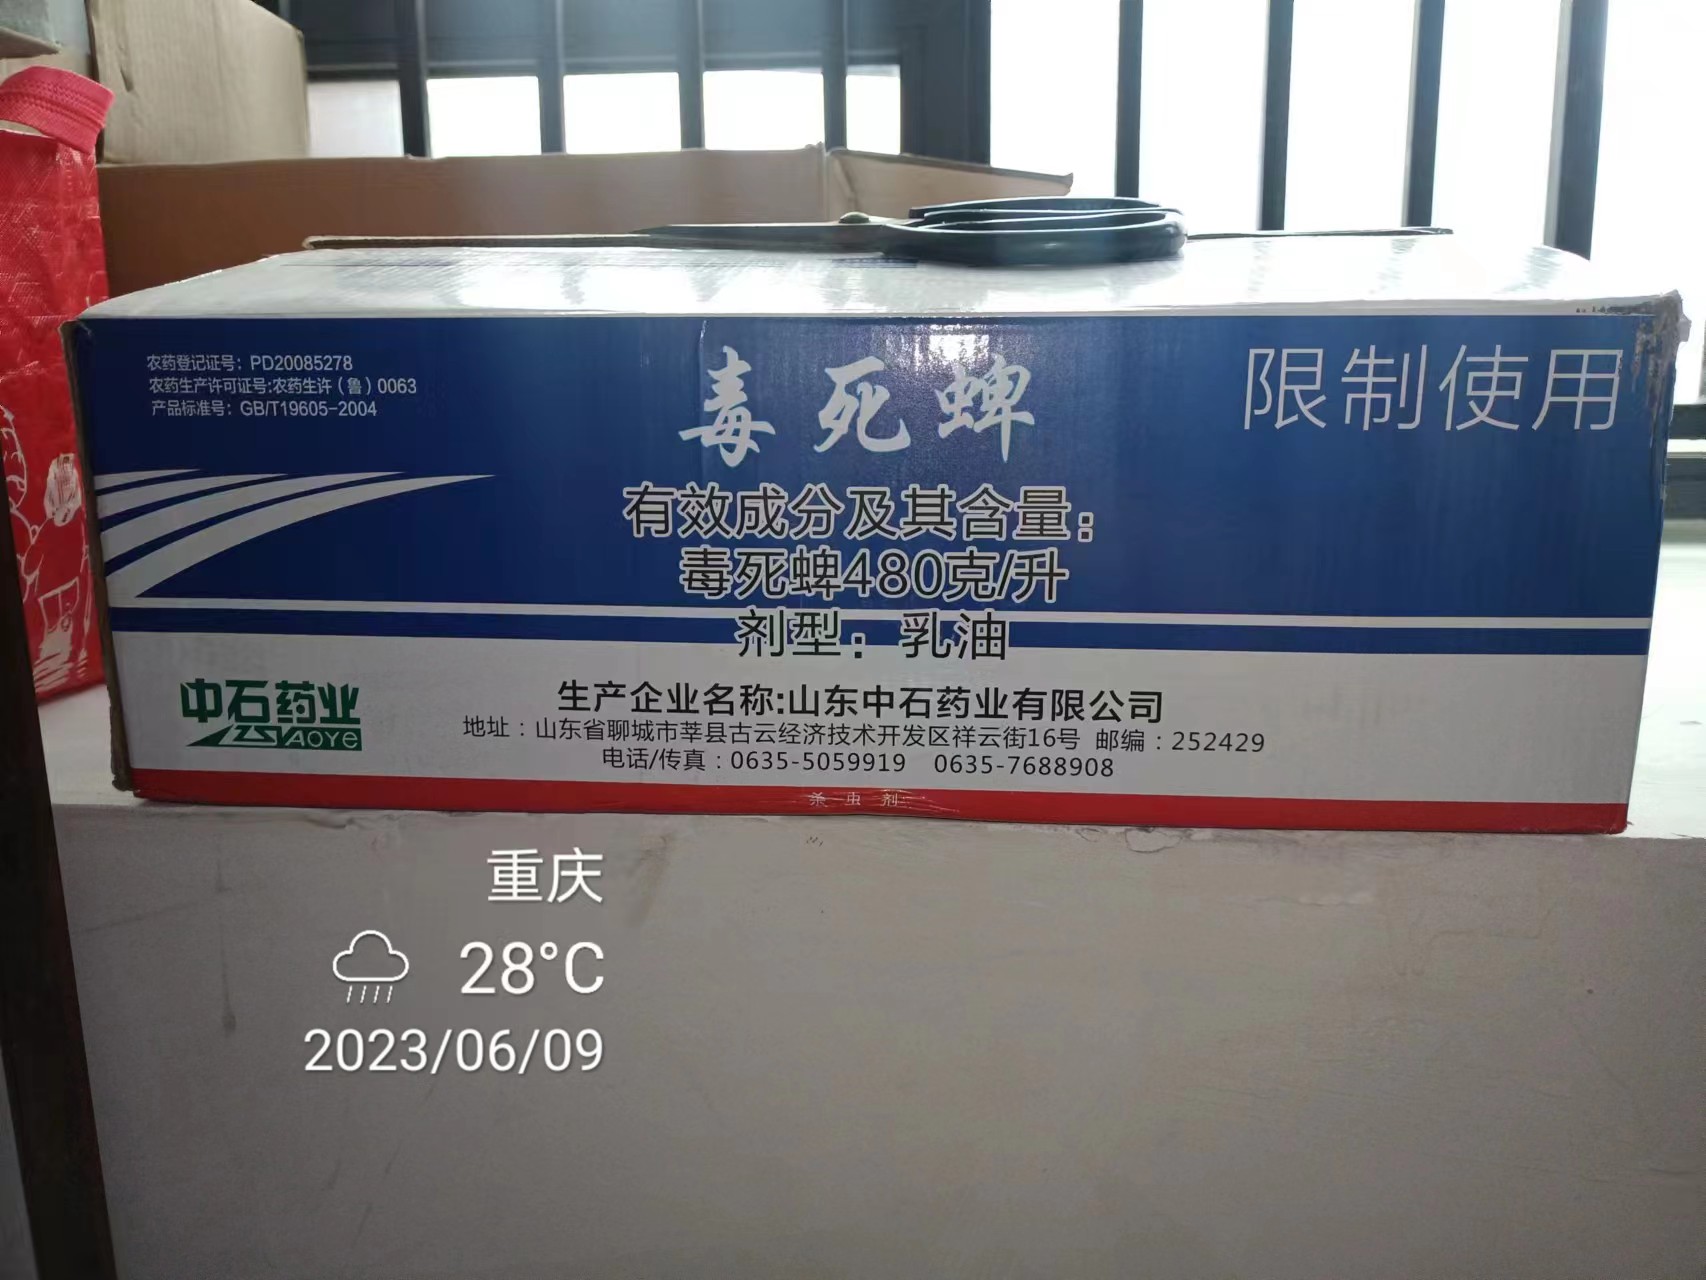 农药登记证号：PD20085278
农药生产许可证号:农药生许（鲁）0063
产品标准号：GB/T19605-2004
毒死蜱
限制使用
有效成分及其含量：
毒死蜱480克/升
剂型：乳油
中石药业
YAOYE
生产企业名称:山东中石药业有限公司
地址：山东省聊城市莘县古云经济技术开发区祥云街16号 邮编：252429
电话/传真：0635-5059919 0635-7688908
杀虫剂
重庆
28°C
2023/06/09